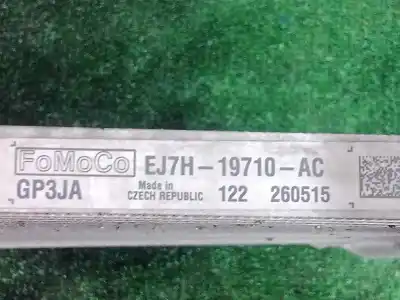 FoMoCo EJ7H-19710-AC
GP3JA Made in CZECH REPUBLIC 122 260515